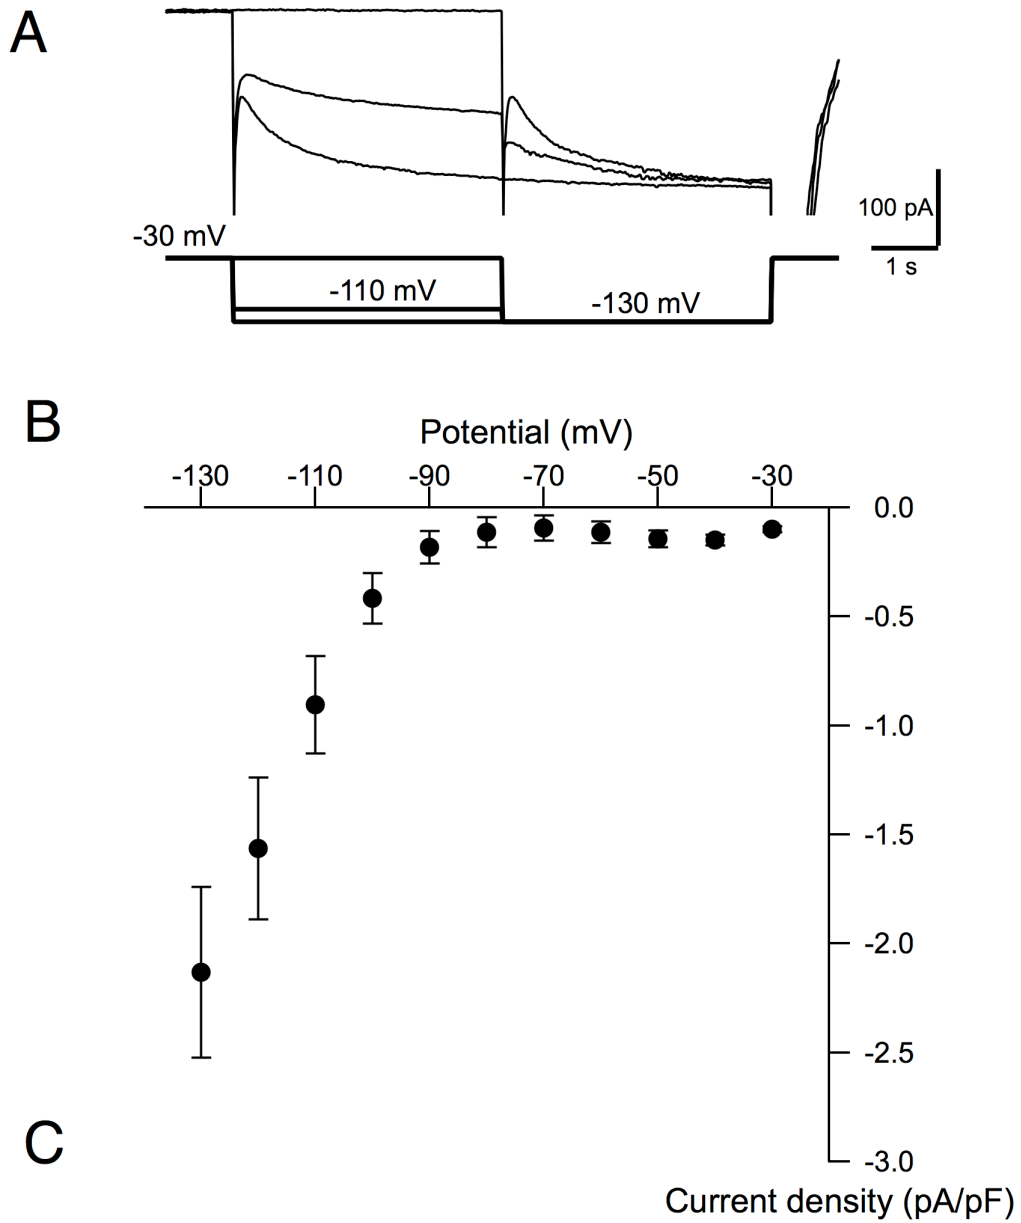 A
100 pA
-30 mV
1 s
-110 mV
-130 mV
B
Potential (mV)
-130 -110 -90 -70 -50 -30
0.0
-0.5
-1.0
-1.5
-2.0
-2.5
C
-3.0
Current density (pA/pF)